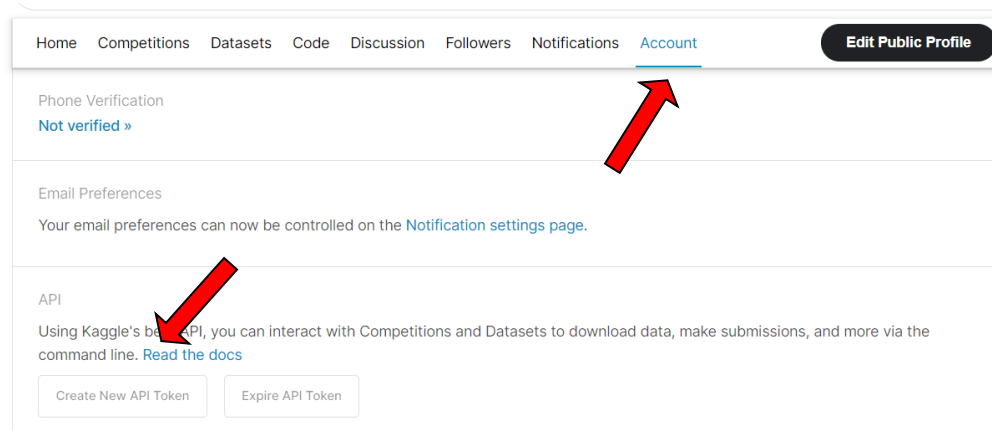 Home Competitions Datasets Code Discussion Followers Notifications Account Edit Public Profile
Phone Verification
Not verified »
Email Preferences
Your email preferences can now be controlled on the Notification settings page.
API
Using Kaggle's be API, you can interact with Competitions and Datasets to download data, make submissions, and more via the
command line. Read the docs
Create New API Token Expire API Token